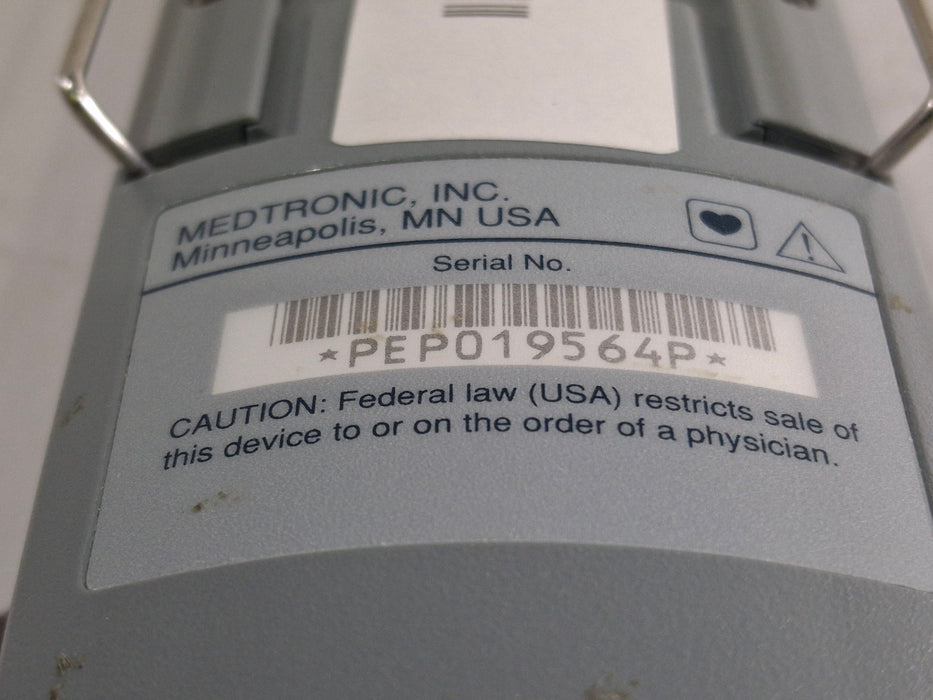 MEDTRONIC, INC.
Minneapolis, MN USA
Serial No.
*PEP019564P*
CAUTION: Federal law (USA) restricts sale of
this device to or on the order of a physician.